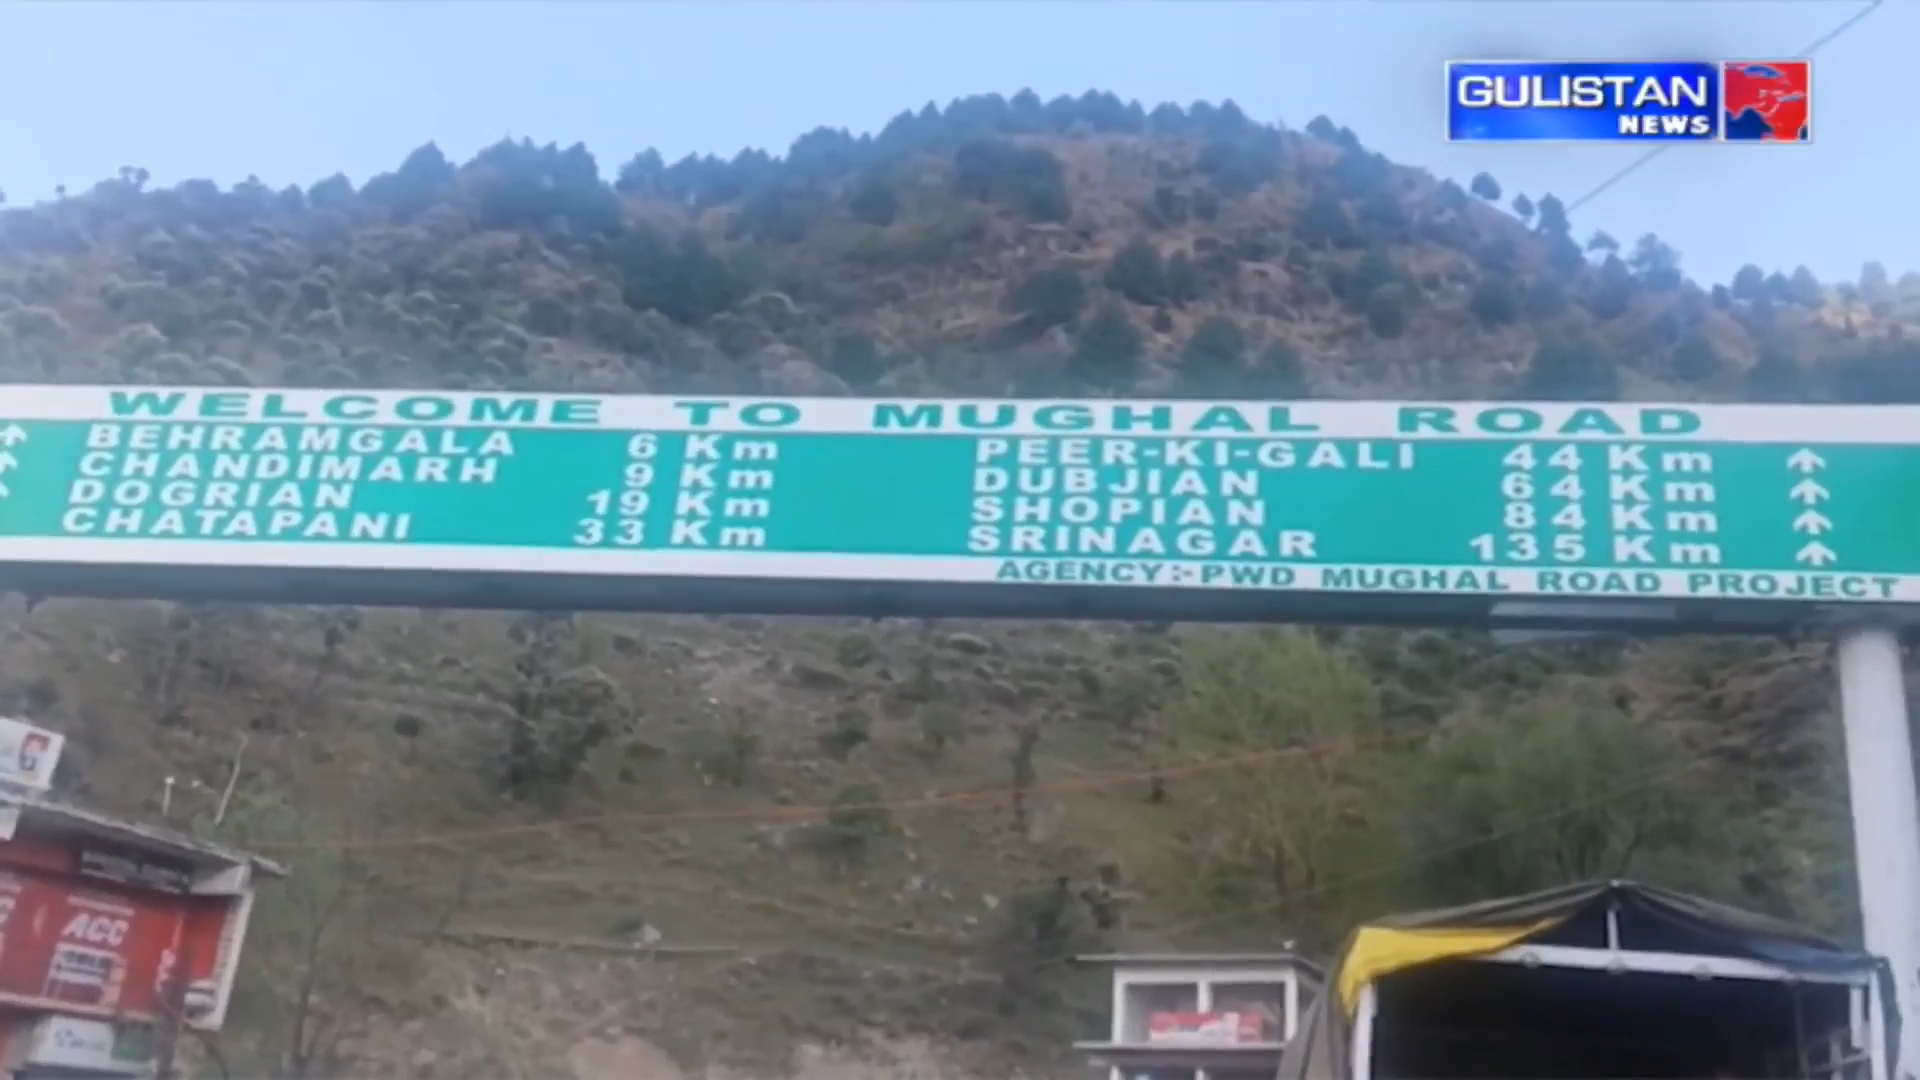 GULISTAN
NEWS
WELCOME TO MUGHAL ROAD
BEHRAMGALA 6 Km
CHANDIMARH 9 Km
DOGRIAN 19 Km
CHATAPANI 33 Km
PEER-KI-GALI 44 Km
DUBJIAN 64 Km
SHOPIAN 84 Km
SRINAGAR 135 Km
AGENCY:-PWD MUGHAL ROAD PROJECT
ACC